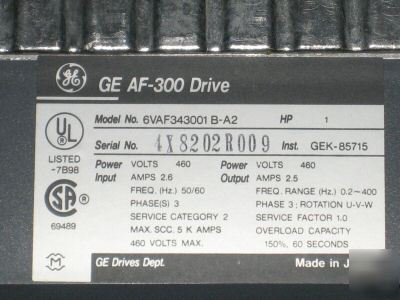 GE AF-300 Drive
Model No. 6VAF343001 B-A2 HP 1
Serial No. 4X8202R009 Inst. GEK-85715
UL
LISTED
-7B98
SA
69489
Power VOLTS 460
Input AMPS 2.6
FREQ. (HZ) 50/60
PHASE(S) 3
SERVICE CATEGORY 2
MAX. SCC. 5 K AMPS
460 VOLTS MAX.
Power VOLTS 460
Output AMPS 2.5
FREQ. RANGE (HZ) 0.2~400
PHASE 3 ; ROTATION U-V-W
SERVICE FACTOR 1.0
OVERLOAD CAPACITY
150%, 60 SECONDS
GE Drives Dept.
Made in J